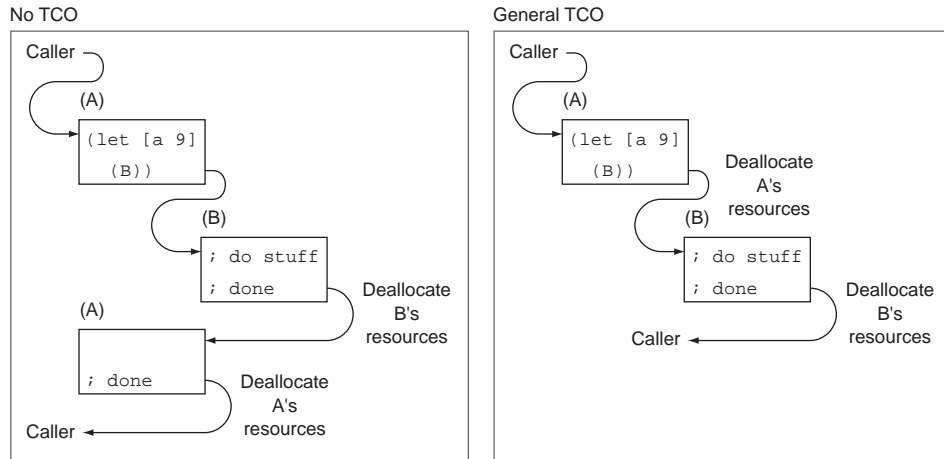 No TCO
Caller
(A)
(let [a 9]
(B))
(B)
; do stuff
; done
Deallocate
B's
resources
(A)
; done
Deallocate
A's
resources
Caller
General TCO
Caller
(A)
(let [a 9]
(B))
Deallocate
A's
resources
(B)
; do stuff
; done
Deallocate
B's
resources
Caller